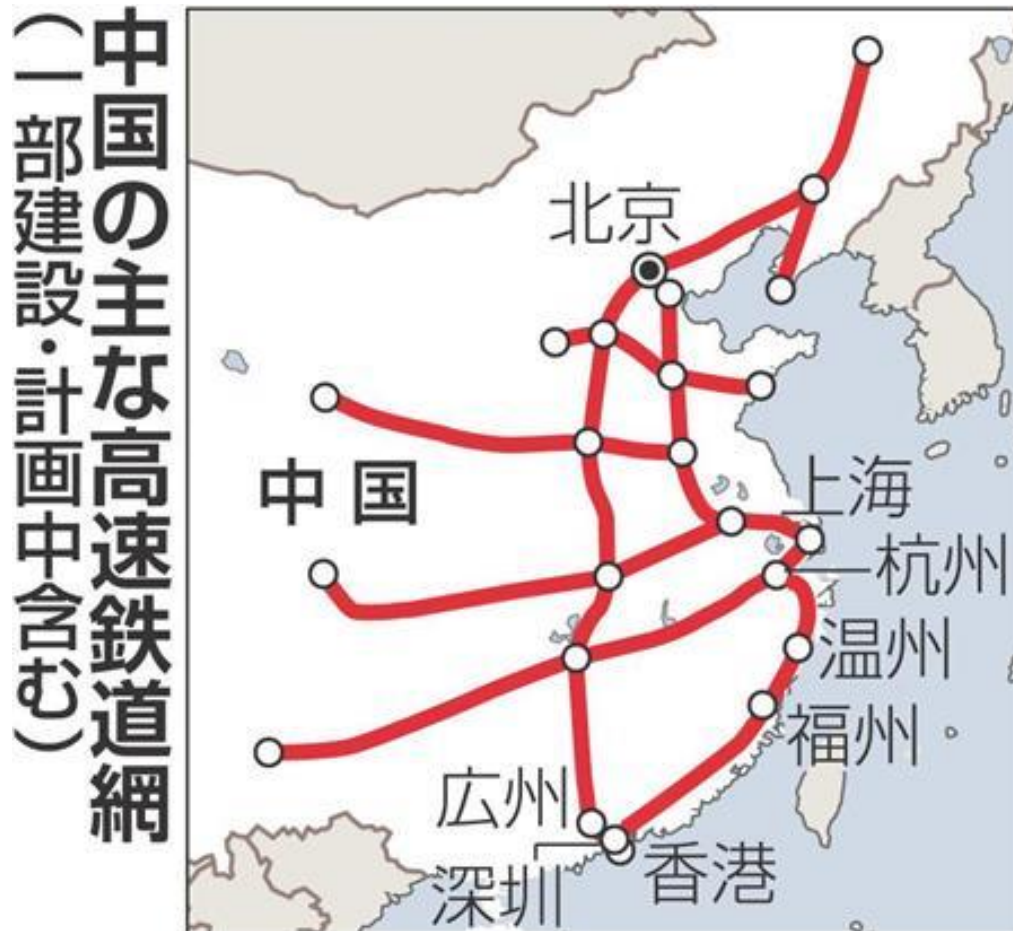 中国の主な高速鉄道網
（一部建設・計画中含む）
北京
中国
上海
杭州
温州
福州
広州
深圳
香港